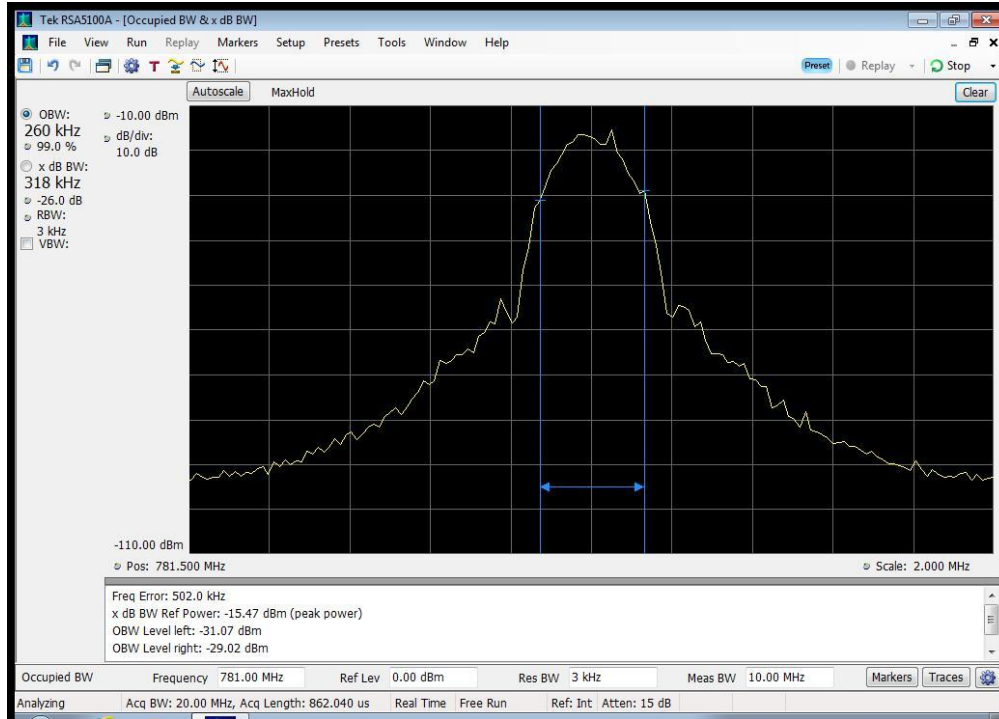 Tek RSA5100A - [Occupied BW & x dB BW]
File View Run Replay Markers Setup Presets Tools Window Help
T Preset Replay Stop
Autoscale MaxHold Clear
OBW:
260 kHz
99.0 %
x dB BW:
318 kHz
-26.0 dB
RBW:
3 kHz
VBW:
-10.00 dBm
dB/div:
10.0 dB
-110.00 dBm
Pos: 781.500 MHz Scale: 2.000 MHz
Freq Error: 502.0 kHz
x dB BW Ref Power: -15.47 dBm (peak power)
OBW Level left: -31.07 dBm
OBW Level right: -29.02 dBm
Occupied BW Frequency 781.00 MHz Ref Lev 0.00 dBm Res BW 3 kHz Meas BW 10.00 MHz Markers Traces
Analyzing Acq BW: 20.00 MHz, Acq Length: 862.040 us Real Time Free Run Ref: Int Atten: 15 dB